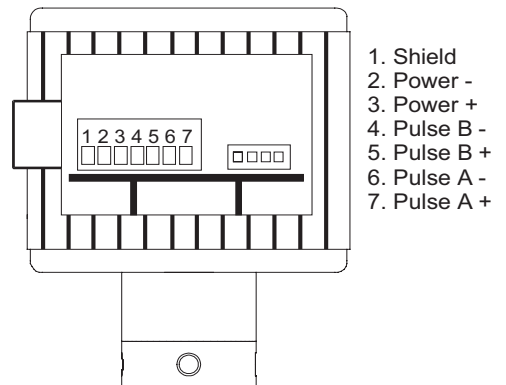 1 2 3 4 5 6 7
1. Shield
2. Power -
3. Power +
4. Pulse B -
5. Pulse B +
6. Pulse A -
7. Pulse A +